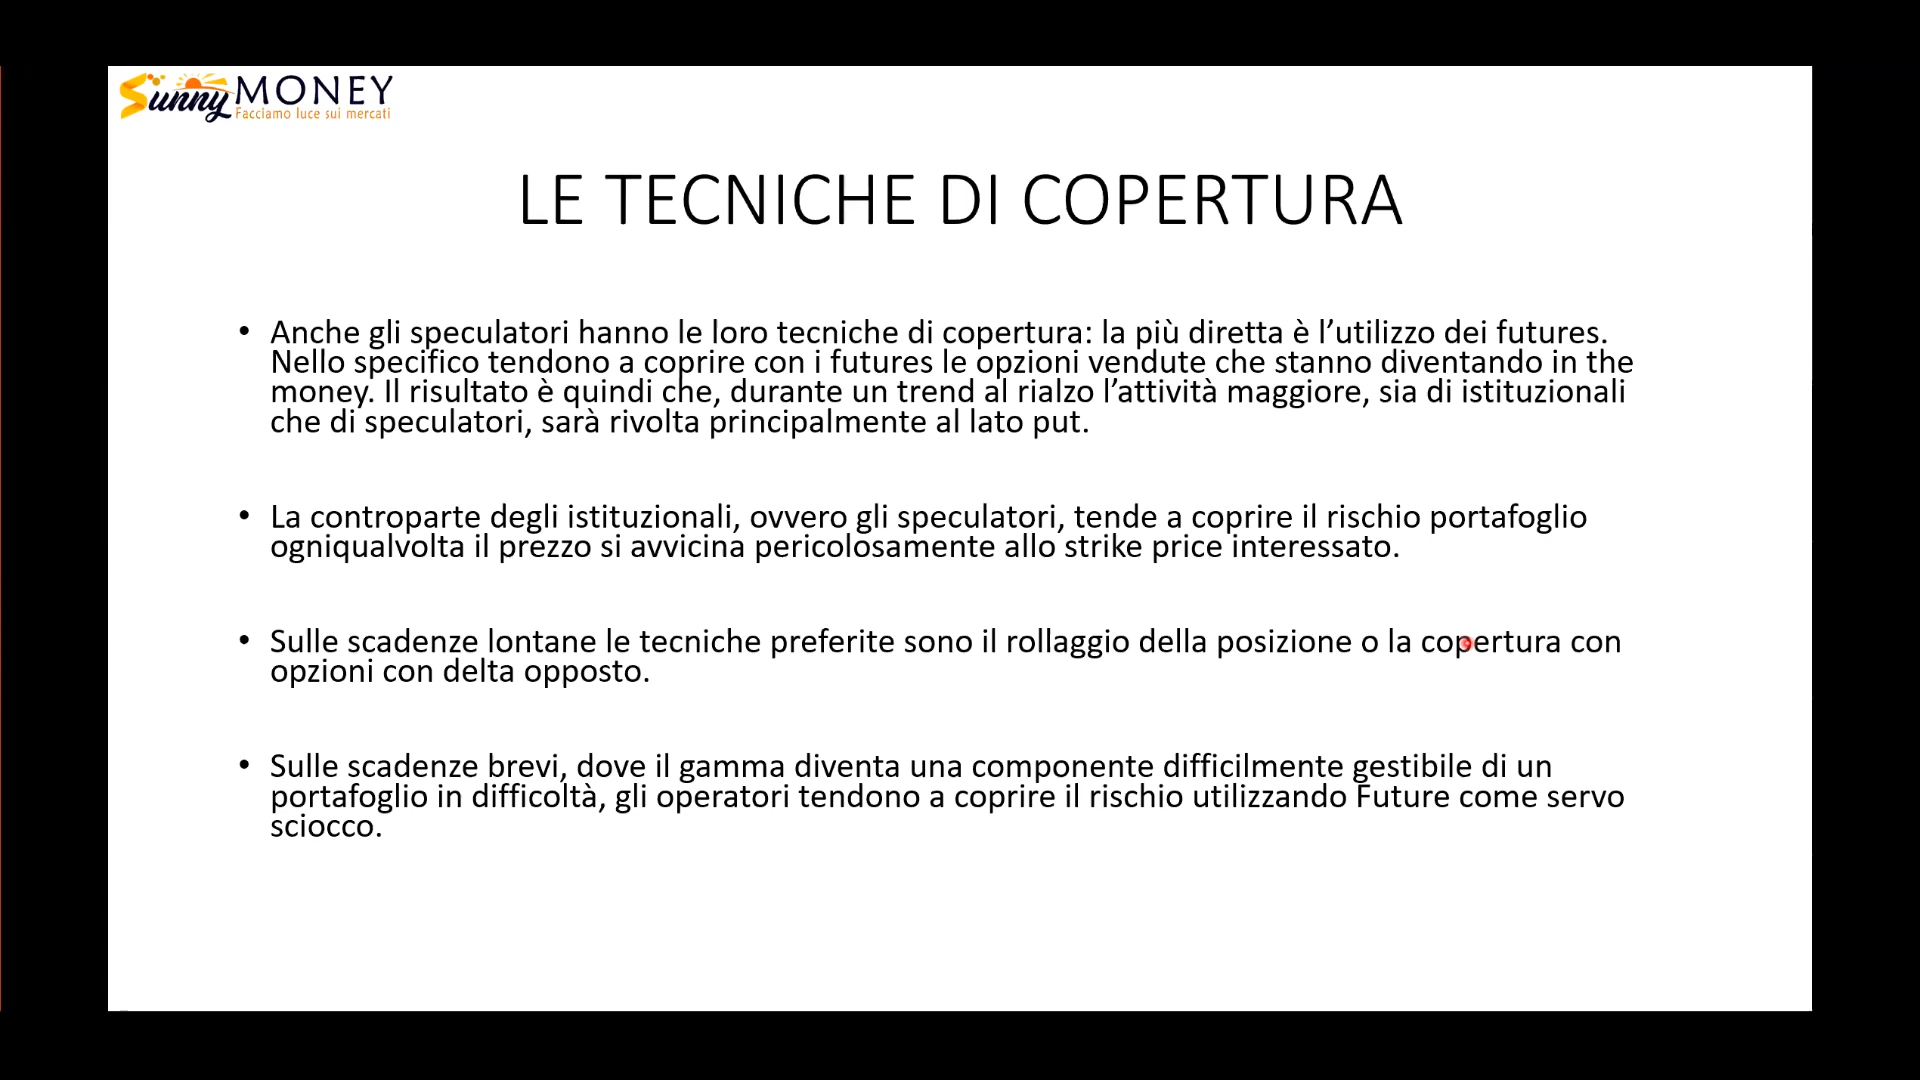 Sunny MONEY
Facciamo luce sui mercati
LE TECNICHE DI COPERTURA
• Anche gli speculatori hanno le loro tecniche di copertura: la più diretta è l’utilizzo dei futures.
Nello specifico tendono a coprire con i futures le opzioni vendute che stanno diventando in the
money. Il risultato è quindi che, durante un trend al rialzo l’attività maggiore, sia di istituzionali
che di speculatori, sarà rivolta principalmente al lato put.
• La controparte degli istituzionali, ovvero gli speculatori, tende a coprire il rischio portafoglio
ogniqualvolta il prezzo si avvicina pericolosamente allo strike price interessato.
• Sulle scadenze lontane le tecniche preferite sono il rollaggio della posizione o la copertura con
opzioni con delta opposto.
• Sulle scadenze brevi, dove il gamma diventa una componente difficilmente gestibile di un
portafoglio in difficoltà, gli operatori tendono a coprire il rischio utilizzando Future come servo
sciocco.